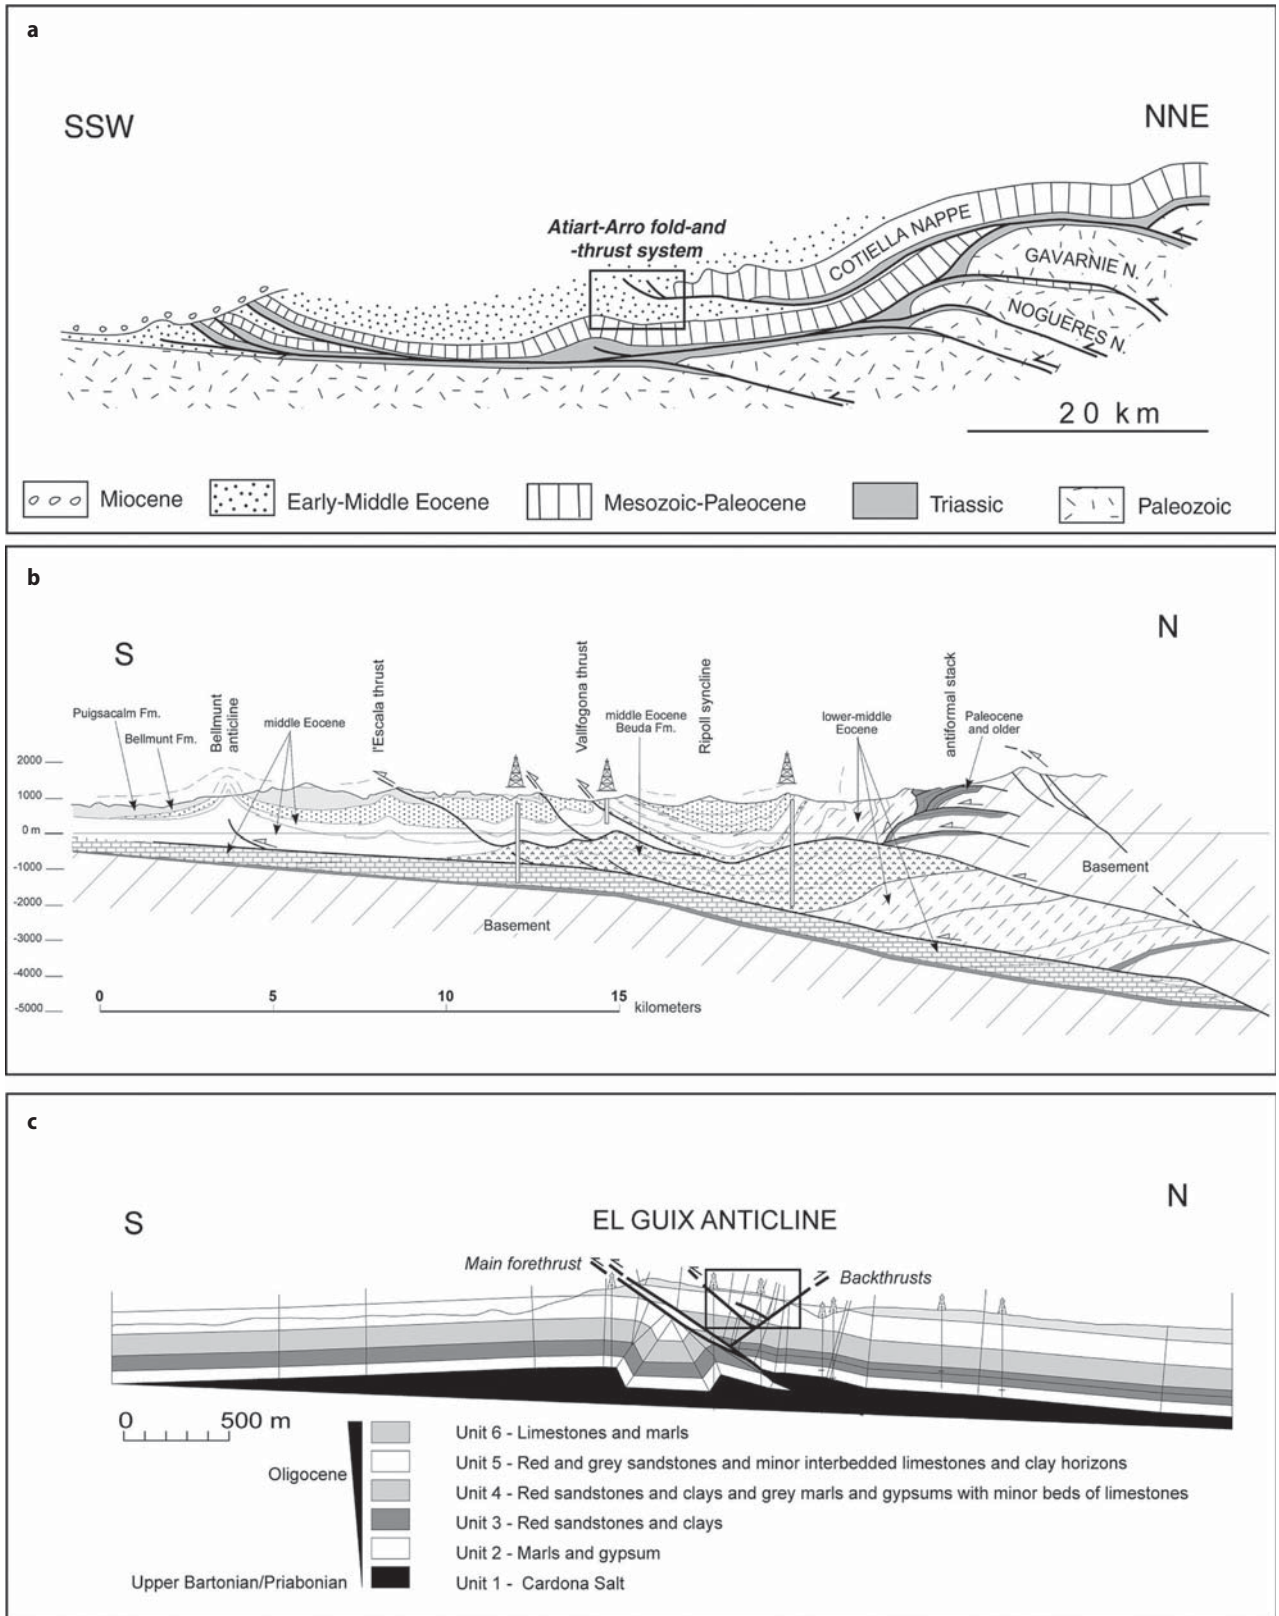 a
SSW
NNE
Atiart-Arro fold-and
-thrust system
COTIELLA NAPPE
GAVARNIE N.
NOGUERES N.
20 km
Miocene
Early-Middle Eocene
Mesozoic-Paleocene
Triassic
Paleozoic
b
S
N
Puigsacalm Fm.
Bellmunt Fm.
Bellmunt
anticline
middle Eocene
l'Escala thrust
Vallfogona thrust
middle Eocene
Beuda Fm.
Ripoll syncline
lower-middle
Eocene
antiformal stack
Paleocene
and older
2000
1000
0 m
-1000
-2000
-3000
-4000
-5000
Basement
Basement
0
5
10
15
kilometers
c
S
N
EL GUIX ANTICLINE
Main forethrust
Backthrusts
0
500 m
Oligocene
Upper Bartonian/Priabonian
Unit 6 - Limestones and marls
Unit 5 - Red and grey sandstones and minor interbedded limestones and clay horizons
Unit 4 - Red sandstones and clays and grey marls and gypsums with minor beds of limestones
Unit 3 - Red sandstones and clays
Unit 2 - Marls and gypsum
Unit 1 - Cardona Salt